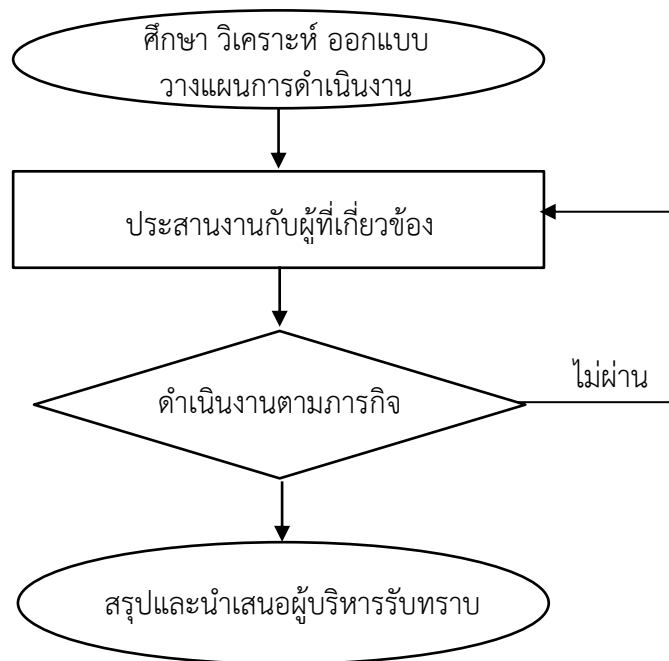 ศึกษา วิเคราะห์ ออกแบบ
วางแผนการดำเนินงาน
ประสานงานกับผู้ที่เกี่ยวข้อง
ไม่ผ่าน
ดำเนินงานตามภารกิจ
สรุปและนำเสนอผู้บริหารรับทราบ